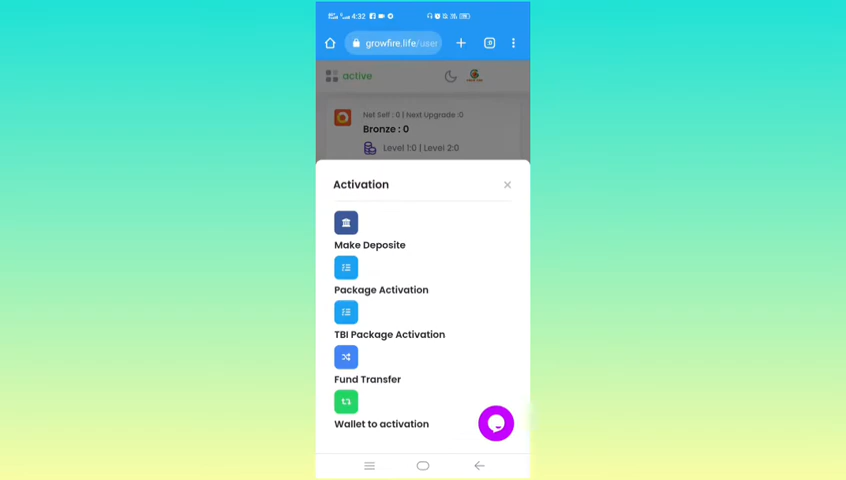 4:32
growfire.life/user
active
Net Self : 0 | Next Upgrade :0
Bronze : 0
Level 1:0 | Level 2:0
Activation
Make Deposite
Package Activation
TBI Package Activation
Fund Transfer
Wallet to activation